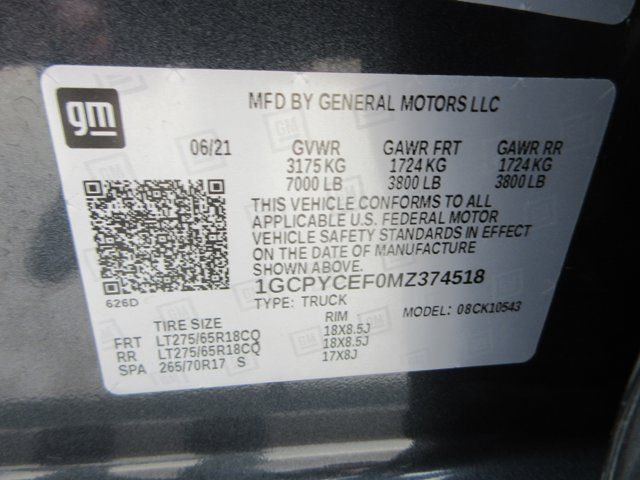 gm
MFD BY GENERAL MOTORS LLC
06/21 GVWR GAWR FRT GAWR RR
3175 KG 1724 KG 1724 KG
7000 LB 3800 LB 3800 LB
THIS VEHICLE CONFORMS TO ALL
APPLICABLE U.S. FEDERAL MOTOR
VEHICLE SAFETY STANDARDS IN EFFECT
ON THE DATE OF MANUFACTURE
SHOWN ABOVE.
1GCPYCEF0MZ374518
626D TYPE: TRUCK
MODEL: 08CK10543
TIRE SIZE RIM
FRT LT275/65R18CQ 18X8.5J
RR LT275/65R18CQ 18X8.5J
SPA 265/70R17 S 17X8J